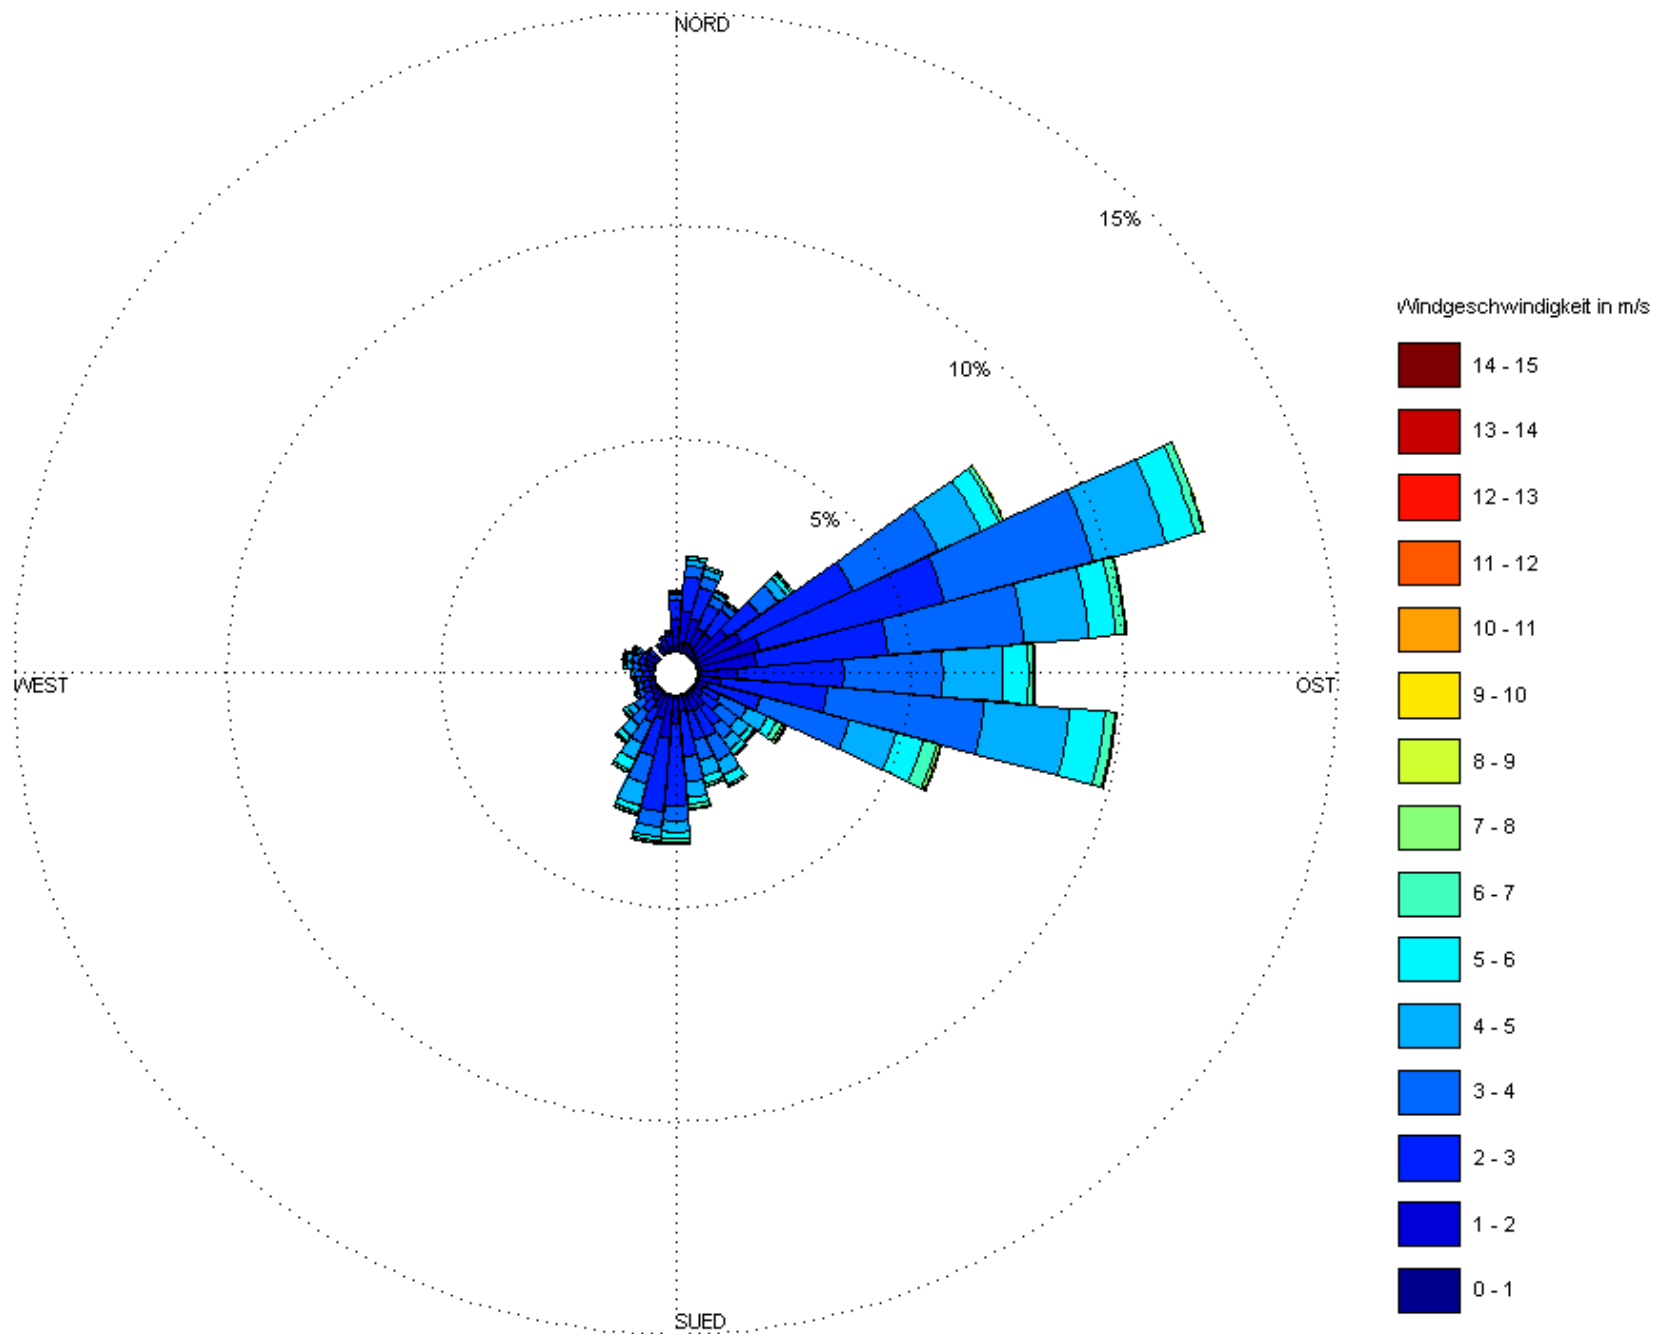 NORD
15%
10%
5%
WEST
OST
SUED
Windgeschwindigkeit in m/s
14 - 15
13 - 14
12 - 13
11 - 12
10 - 11
9 - 10
8 - 9
7 - 8
6 - 7
5 - 6
4 - 5
3 - 4
2 - 3
1 - 2
0 - 1